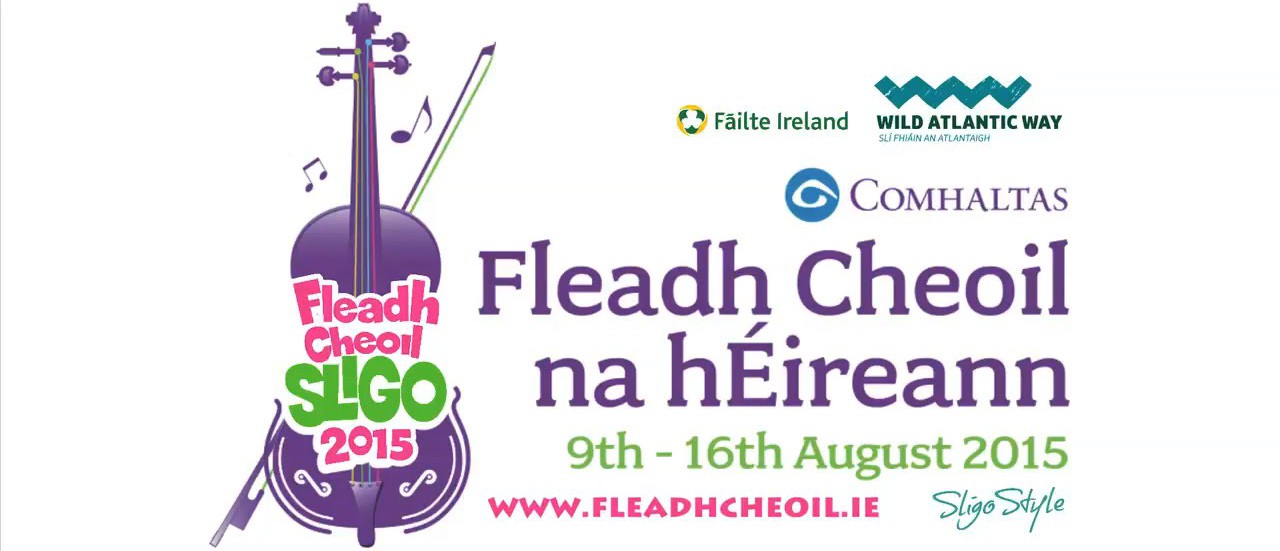 Fleadh
Cheoil
SLIGO
2015
Fáilte Ireland
WILD ATLANTIC WAY
SLÍ FHIÁIN AN ATLANTAIGH
COMHALTAS
Fleadh Cheoil
na hÉireann
9th - 16th August 2015
WWW.FLEADHCHEOIL.IE
Sligo Style